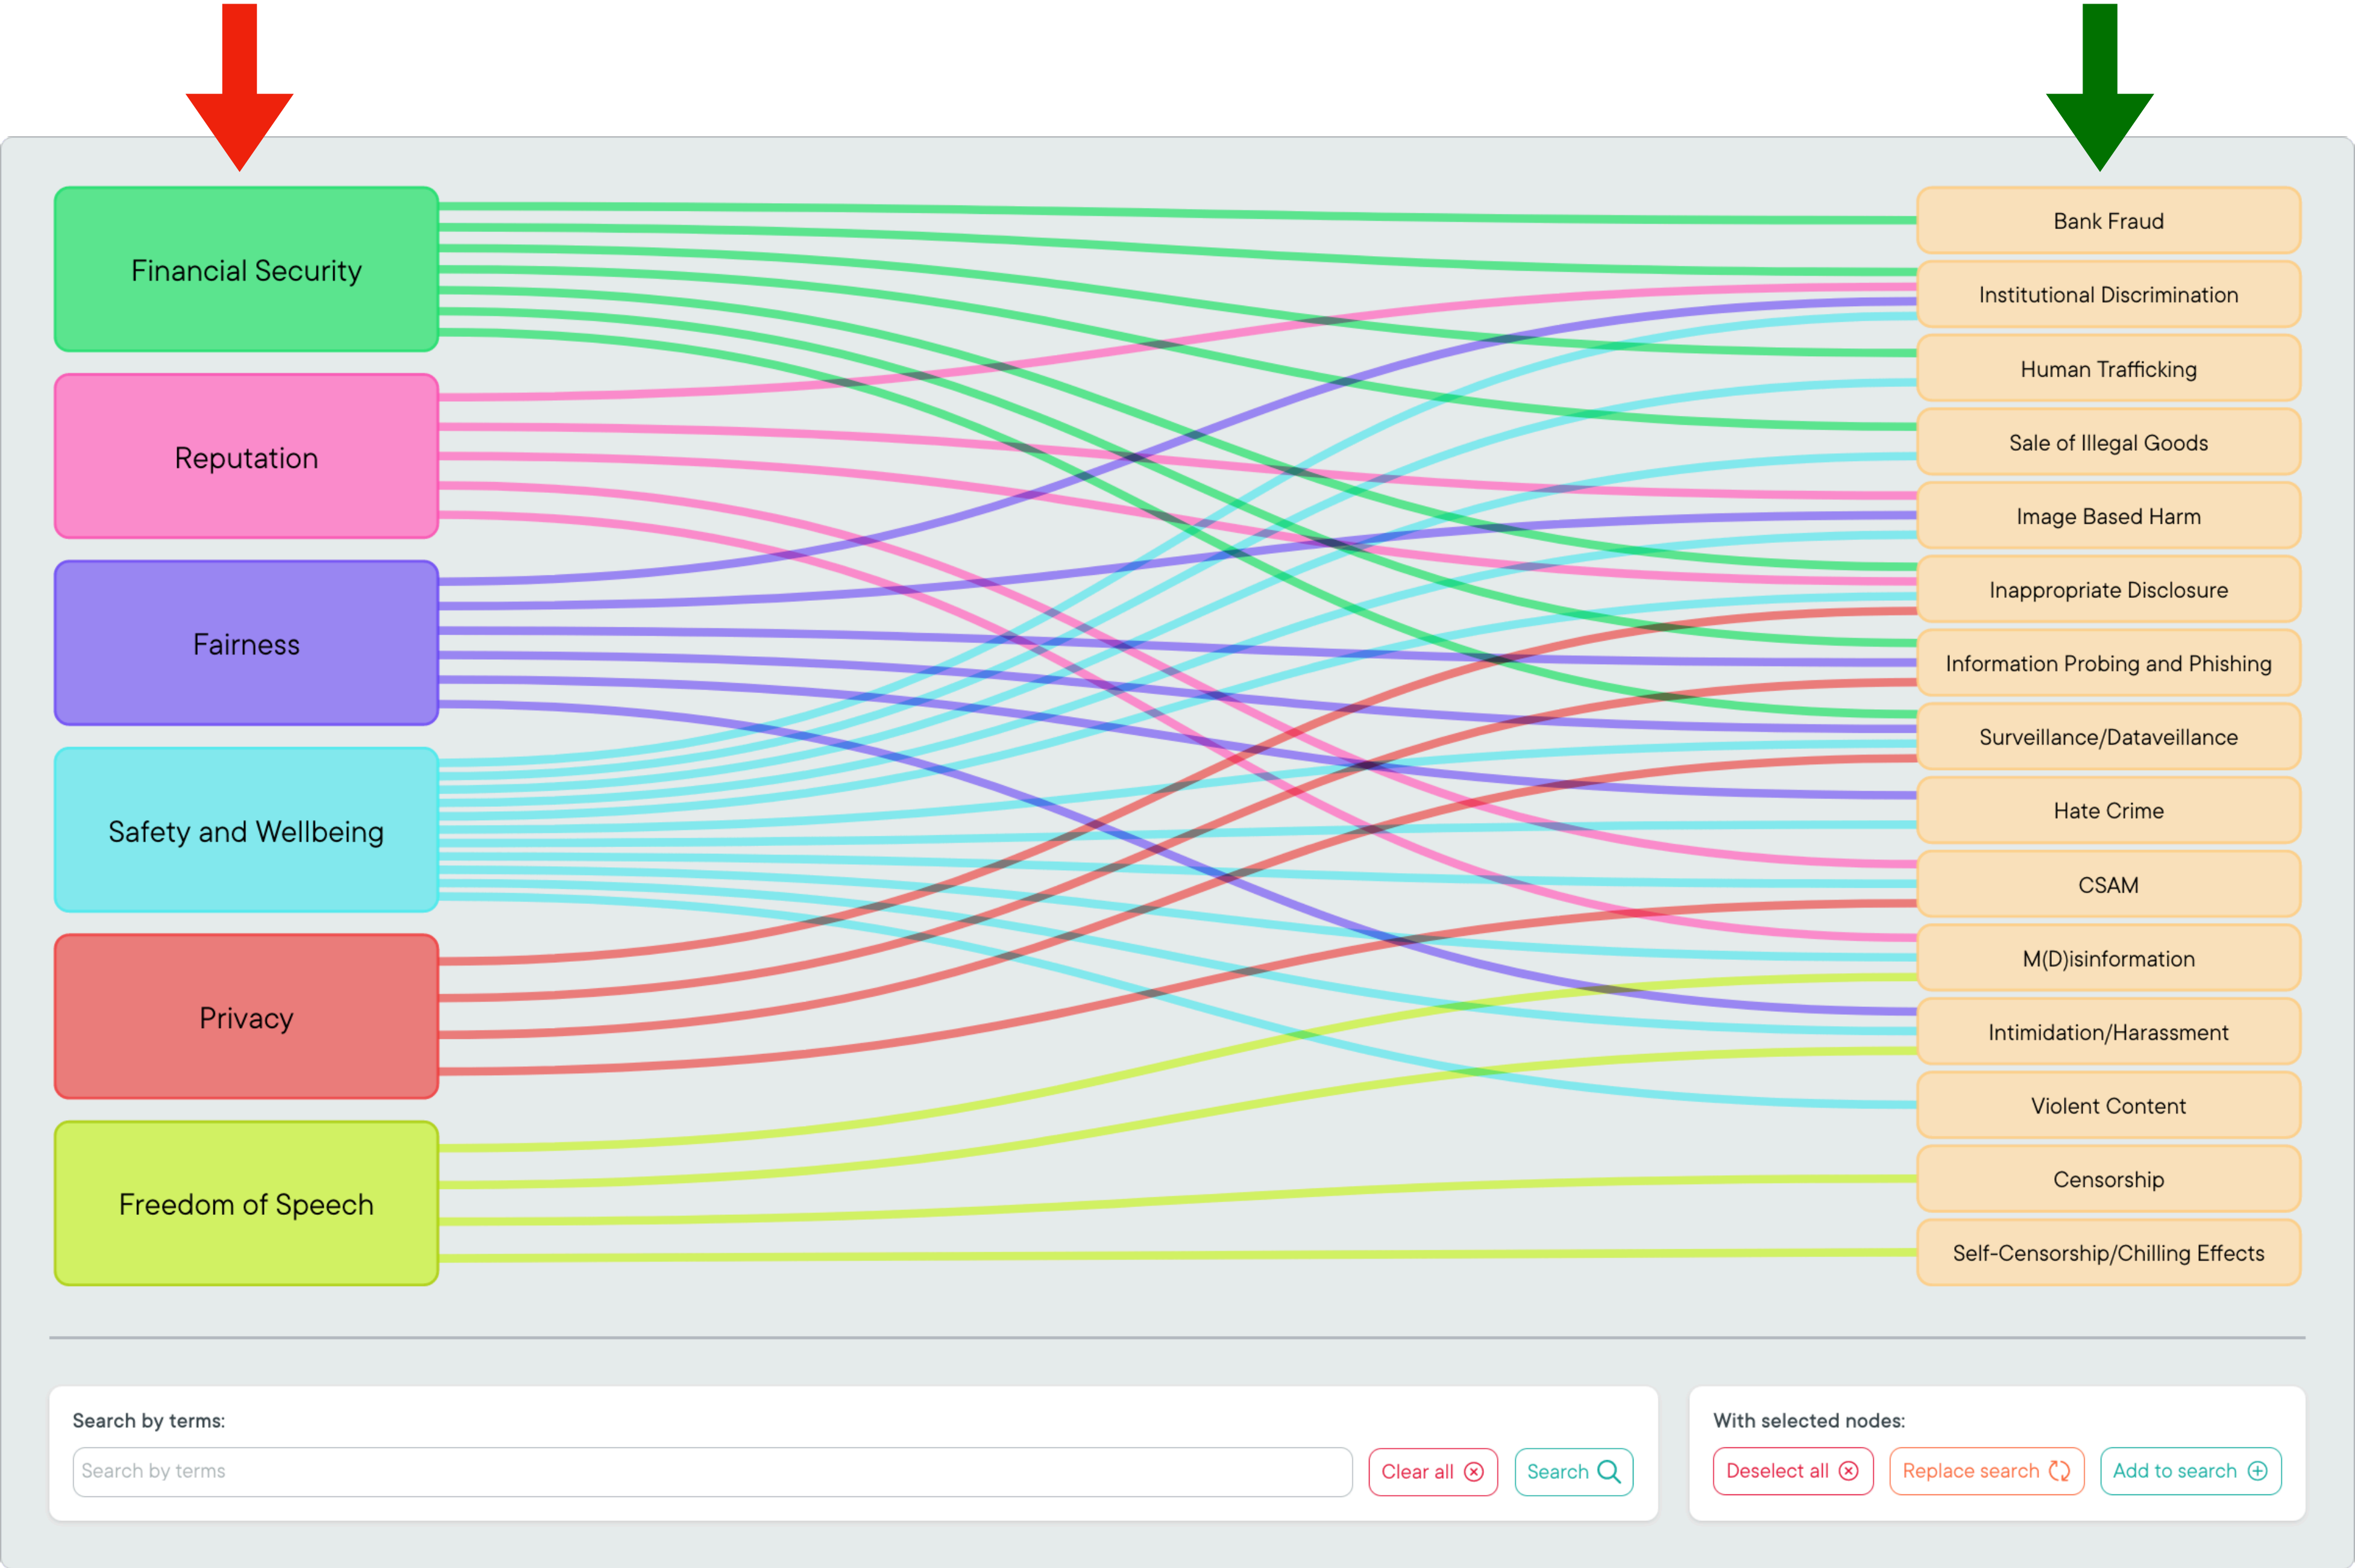 Financial Security
Reputation
Fairness
Safety and Wellbeing
Privacy
Freedom of Speech
Bank Fraud
Institutional Discrimination
Human Trafficking
Sale of Illegal Goods
Image Based Harm
Inappropriate Disclosure
Information Probing and Phishing
Surveillance/Dataveillance
Hate Crime
CSAM
M(D)isinformation
Intimidation/Harassment
Violent Content
Censorship
Self-Censorship/Chilling Effects
Search by terms:
Search by terms
Clear all
Search
With selected nodes:
Deselect all
Replace search
Add to search